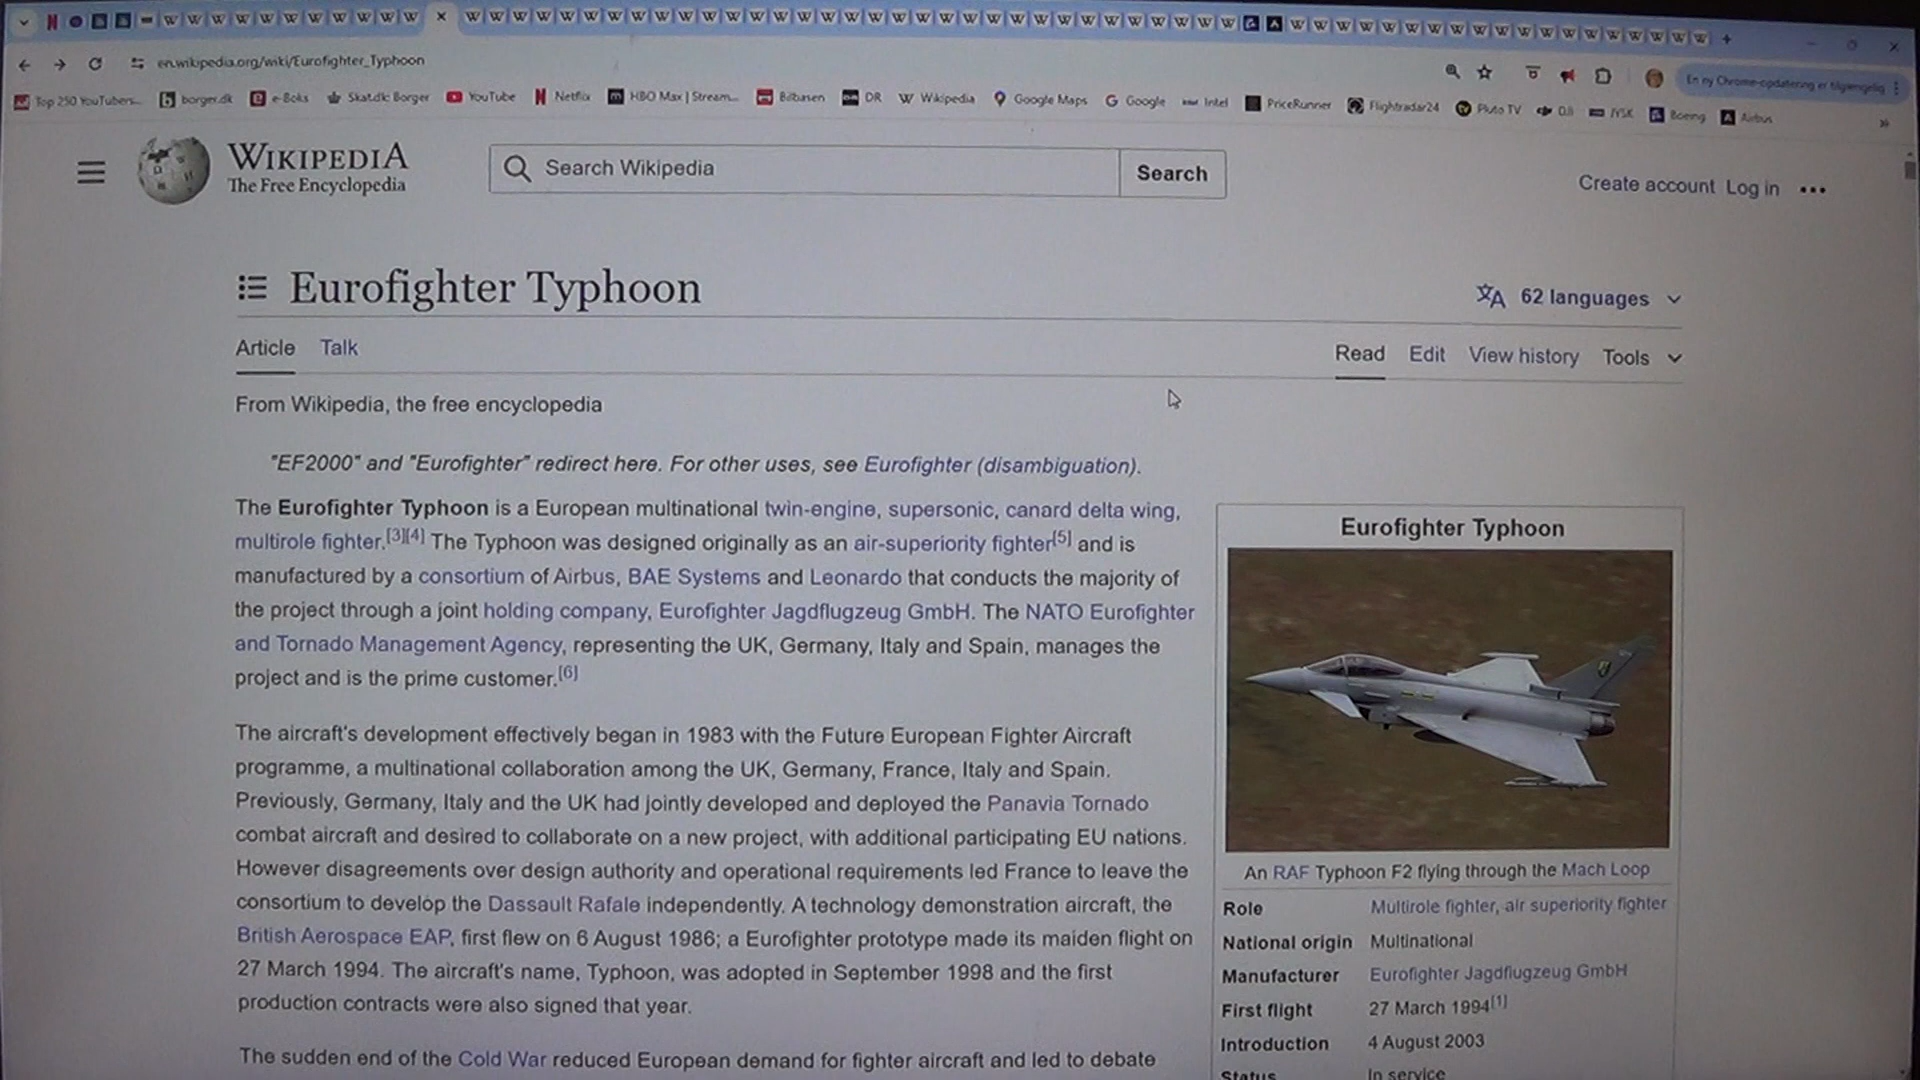 en.wikipedia.org/wiki/Eurofighter_Typhoon
En ny Chrome-opdatering er tilgængelig
Top 250 YouTubers... borger.dk e-Boks Skat.dk: Borger YouTube Netflix HBO Max | Stream... Bilbasen DR Wikipedia Google Maps Google Intel PriceRunner Flightradar24 Pluto TV DJI JYSK Boeing Airbus
WIKIPEDIA
The Free Encyclopedia
Search Wikipedia
Search
Create account Log in
Eurofighter Typhoon
62 languages
Article Talk
Read Edit View history Tools
From Wikipedia, the free encyclopedia
"EF2000" and "Eurofighter" redirect here. For other uses, see Eurofighter (disambiguation).
The Eurofighter Typhoon is a European multinational twin-engine, supersonic, canard delta wing,
multirole fighter.[3][4] The Typhoon was designed originally as an air-superiority fighter[5] and is
manufactured by a consortium of Airbus, BAE Systems and Leonardo that conducts the majority of
the project through a joint holding company, Eurofighter Jagdflugzeug GmbH. The NATO Eurofighter
and Tornado Management Agency, representing the UK, Germany, Italy and Spain, manages the
project and is the prime customer.[6]
The aircraft's development effectively began in 1983 with the Future European Fighter Aircraft
programme, a multinational collaboration among the UK, Germany, France, Italy and Spain.
Previously, Germany, Italy and the UK had jointly developed and deployed the Panavia Tornado
combat aircraft and desired to collaborate on a new project, with additional participating EU nations.
However disagreements over design authority and operational requirements led France to leave the
consortium to develop the Dassault Rafale independently. A technology demonstration aircraft, the
British Aerospace EAP, first flew on 6 August 1986; a Eurofighter prototype made its maiden flight on
27 March 1994. The aircraft's name, Typhoon, was adopted in September 1998 and the first
production contracts were also signed that year.
The sudden end of the Cold War reduced European demand for fighter aircraft and led to debate
Eurofighter Typhoon
An RAF Typhoon F2 flying through the Mach Loop
Role Multirole fighter, air superiority fighter
National origin Multinational
Manufacturer Eurofighter Jagdflugzeug GmbH
First flight 27 March 1994[1]
Introduction 4 August 2003
Status In service